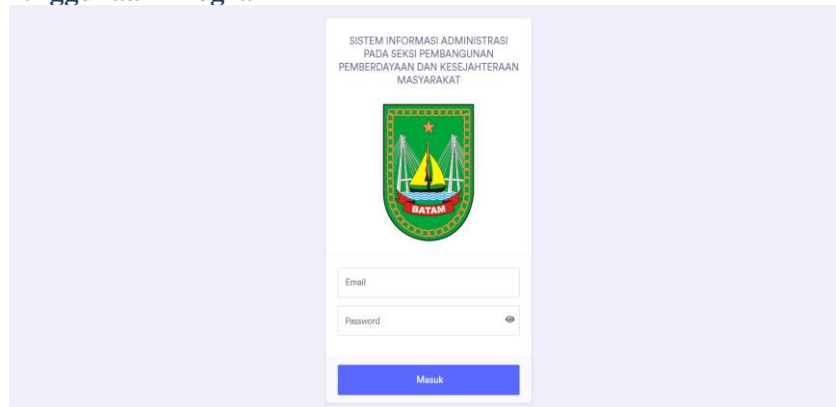 SISTEM INFORMASI ADMINISTRASI
PADA SEKSI PEMBANGUNAN
PEMBERDAYAAN DAN KESEJAHTERAAN
MASYARAKAT
BATAM
Email
Password
Masuk